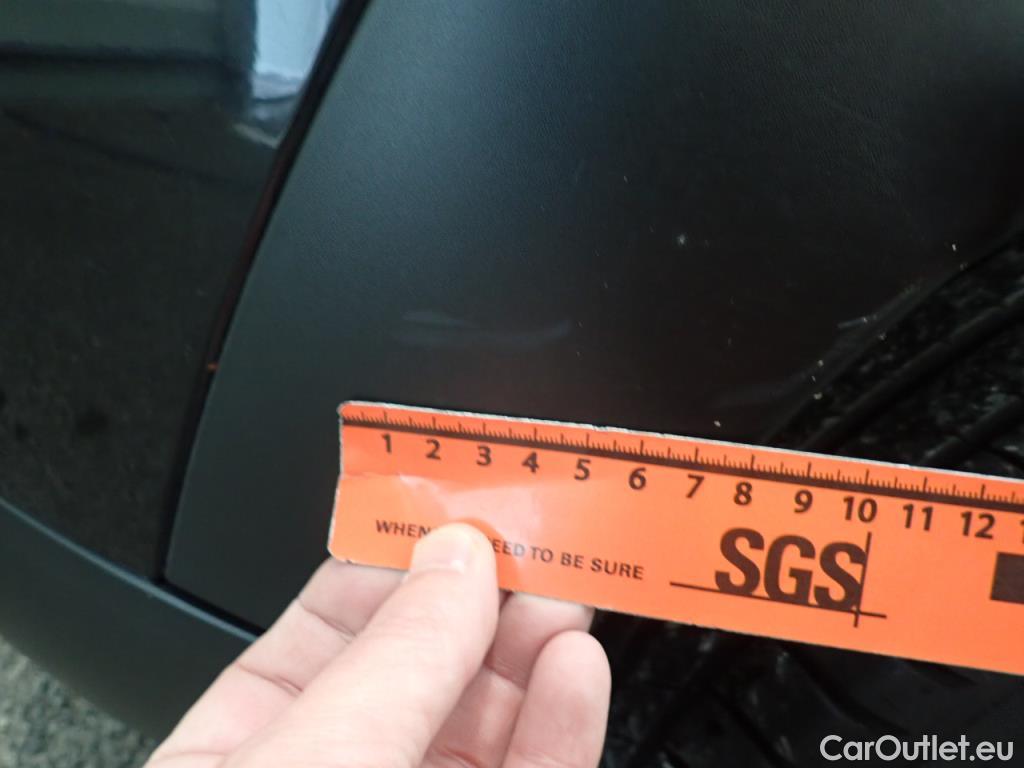 1 2 3 4 5 6 7 8 9 10 11 12
WHEN EED TO BE SURE
SGS
CarOutlet.eu